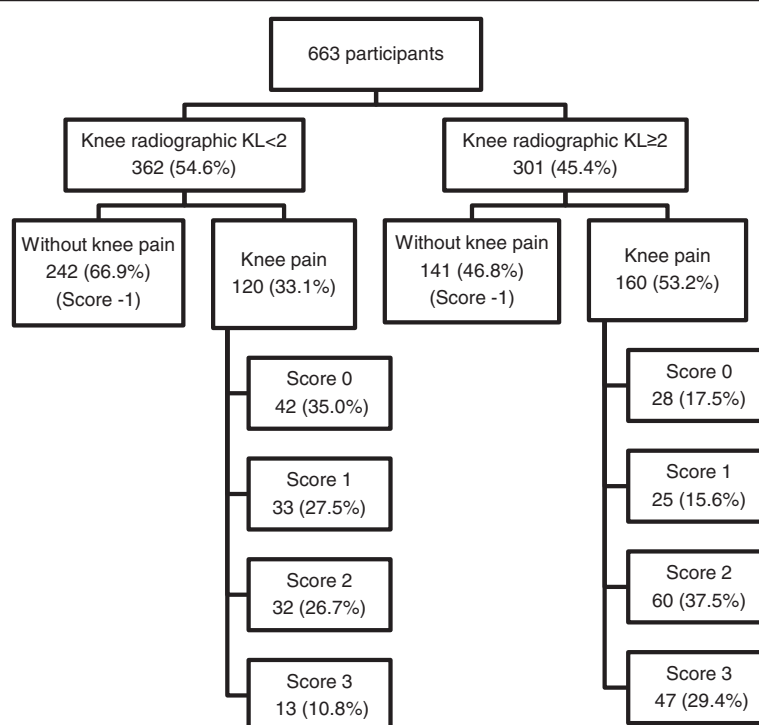 663 participants
Knee radiographic KL<2
362 (54.6%)
Knee radiographic KL≥2
301 (45.4%)
Without knee pain
242 (66.9%)
(Score -1)
Knee pain
120 (33.1%)
Without knee pain
141 (46.8%)
(Score -1)
Knee pain
160 (53.2%)
Score 0
42 (35.0%)
Score 1
33 (27.5%)
Score 2
32 (26.7%)
Score 3
13 (10.8%)
Score 0
28 (17.5%)
Score 1
25 (15.6%)
Score 2
60 (37.5%)
Score 3
47 (29.4%)